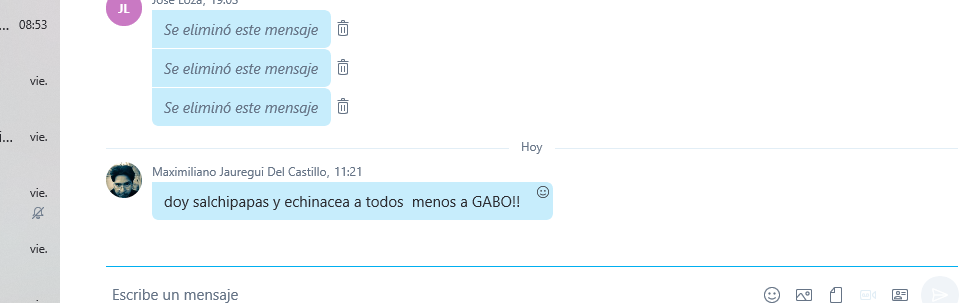 JL
Jose Loza, 19:03
... 08:53
Se eliminó este mensaje
Se eliminó este mensaje
vie.
Se eliminó este mensaje
i... vie.
Hoy
Maximiliano Jauregui Del Castillo, 11:21
vie.
doy salchipapas y echinacea a todos  menos a GABO!!
vie.
Escribe un mensaje